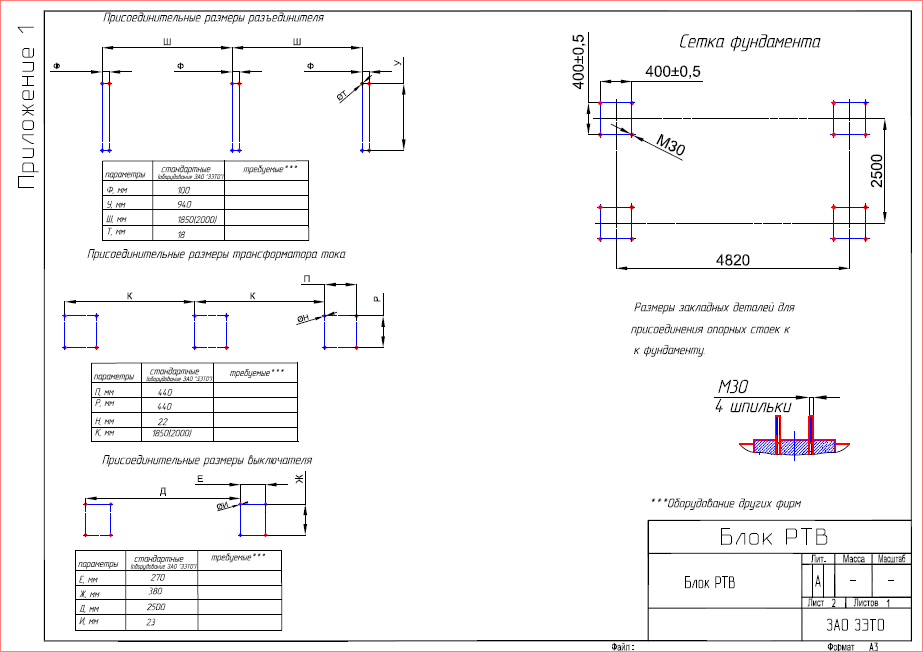 Приложение 1
Присоединительные размеры разъединителя
Ш Ш
Ф Ф Ф У
ØТ
параметры стандартные (оборудование ЗАО "ЗЭТО") требуемые***
Ф, мм 100
У, мм 940
Ш, мм 1850(2000)
Т, мм 18
Присоединительные размеры трансформатора тока
П
К К Р
ØН
параметры стандартные (оборудование ЗАО "ЗЭТО") требуемые***
П, мм 440
Р, мм 440
Н, мм 22
К, мм 1850(2000)
Присоединительные размеры выключателя
Е Ж
Д
ØИ
параметры стандартные (оборудование ЗАО "ЗЭТО") требуемые***
Е, мм 270
Ж, мм 380
Д, мм 2500
И, мм 23
Сетка фундамента
400±0,5
400±0,5
М30
2500
4820
Размеры закладных деталей для
присоединения опорных стоек к
к фундаменту.
М30
4 шпильки
***Оборудование других фирм
Блок РТВ
Блок РТВ
Лит. Масса Масштаб
А – –
Лист 2 Листов 1
ЗАО ЗЭТО
Файл: Формат А3